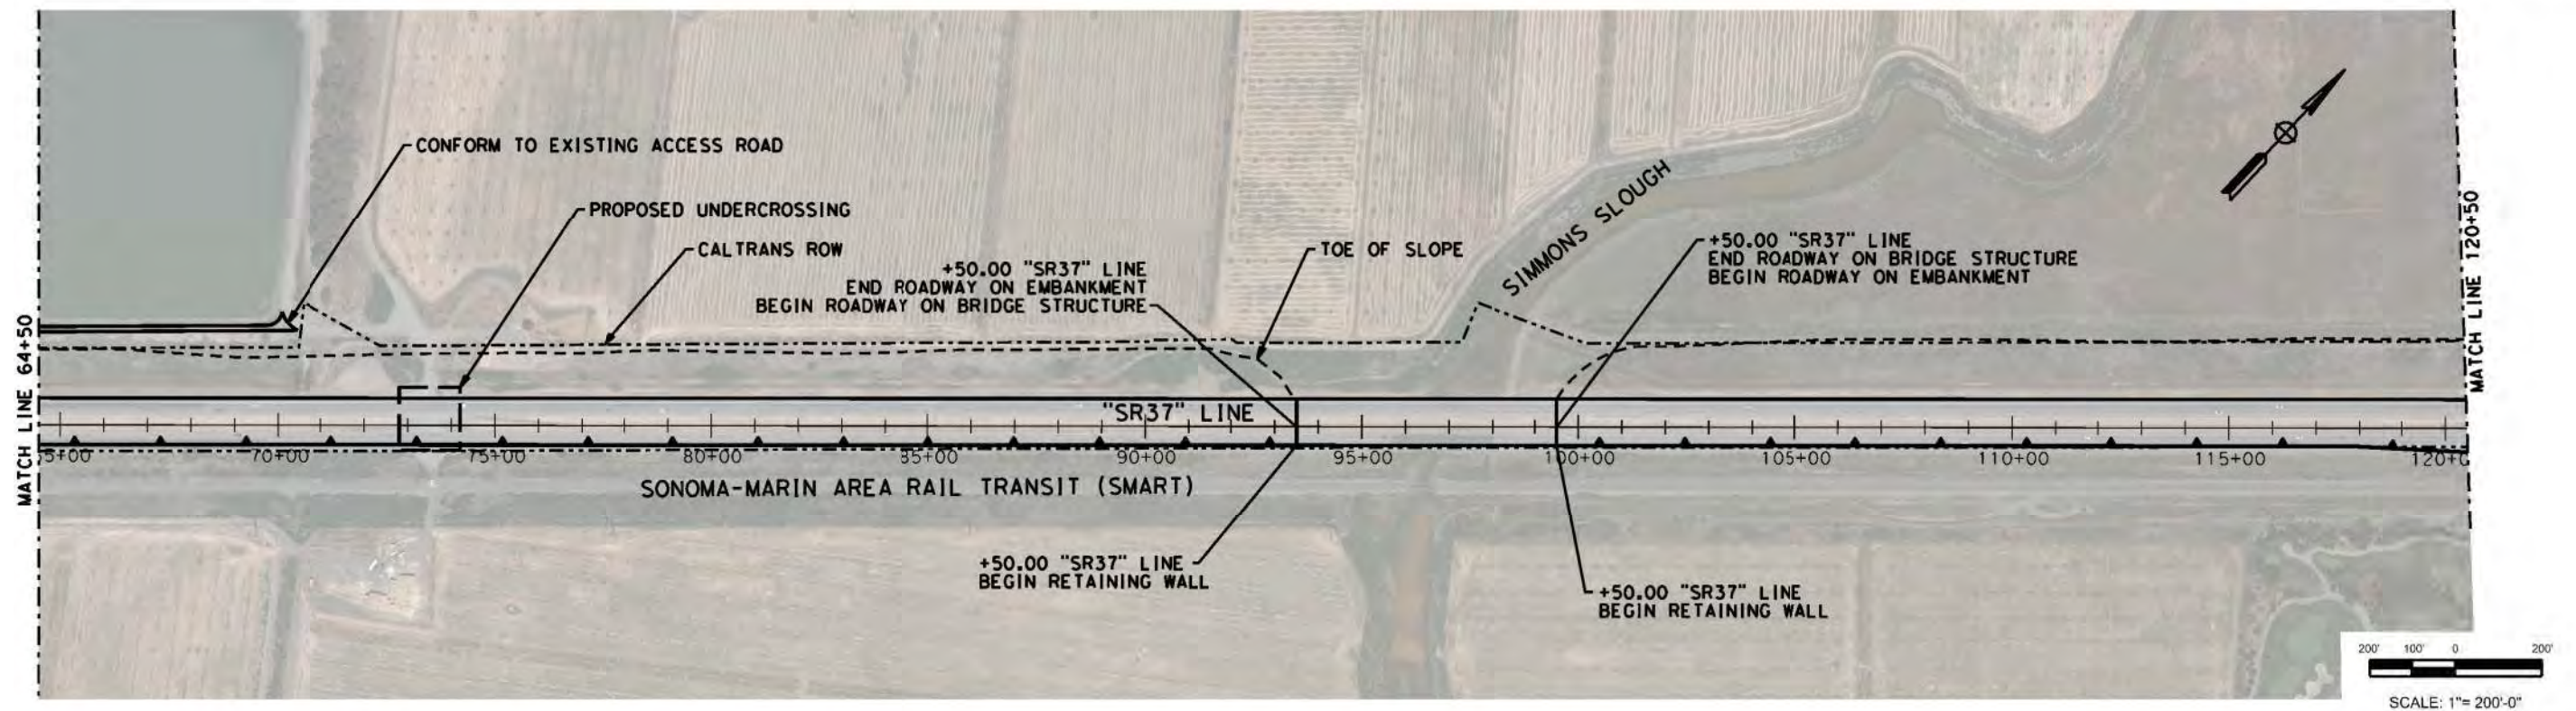 CONFORM TO EXISTING ACCESS ROAD
PROPOSED UNDERCROSSING
CALTRANS ROW
+50.00 "SR37" LINE
END ROADWAY ON EMBANKMENT
BEGIN ROADWAY ON BRIDGE STRUCTURE
TOE OF SLOPE
SIMMONS SLOUGH
+50.00 "SR37" LINE
END ROADWAY ON BRIDGE STRUCTURE
BEGIN ROADWAY ON EMBANKMENT
MATCH LINE 64+50
MATCH LINE 120+50
"SR37" LINE
5+00 70+00 75+00 80+00 85+00 90+00 95+00 100+00 105+00 110+00 115+00 120+0
SONOMA-MARIN AREA RAIL TRANSIT (SMART)
+50.00 "SR37" LINE
BEGIN RETAINING WALL
+50.00 "SR37" LINE
BEGIN RETAINING WALL
200' 100' 0 200'
SCALE: 1"= 200'-0"